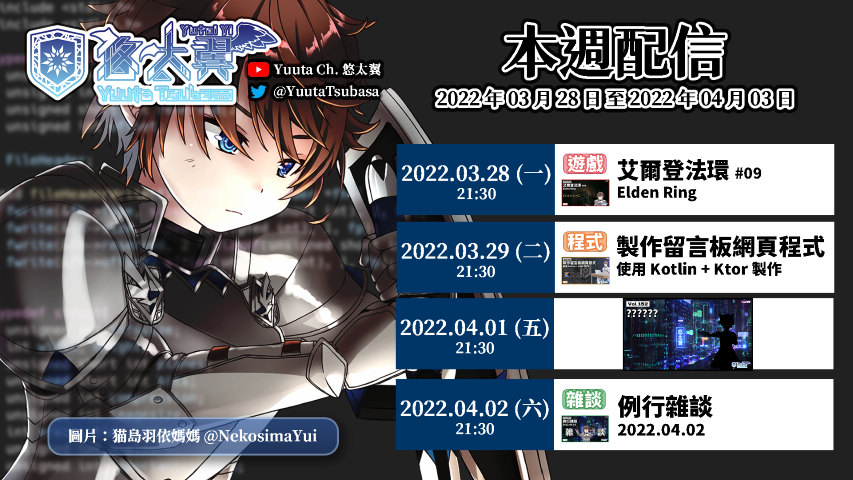 Yuutai Yi
悠太翼
Yuuta Tsubasa
Yuuta Ch. 悠太翼
@YuutaTsubasa
本週配信
2022年03月28日至2022年04月03日
2022.03.28 (一)
21:30
遊戲
艾爾登法環 #09
Elden Ring
2022.03.29 (二)
21:30
程式
製作留言板網頁程式
使用 Kotlin + Ktor 製作
2022.04.01 (五)
21:30
Vol.152
??????
2022.04.02 (六)
21:30
雜談
例行雜談
2022.04.02
圖片：猫島羽依媽媽 @NekosimaYui